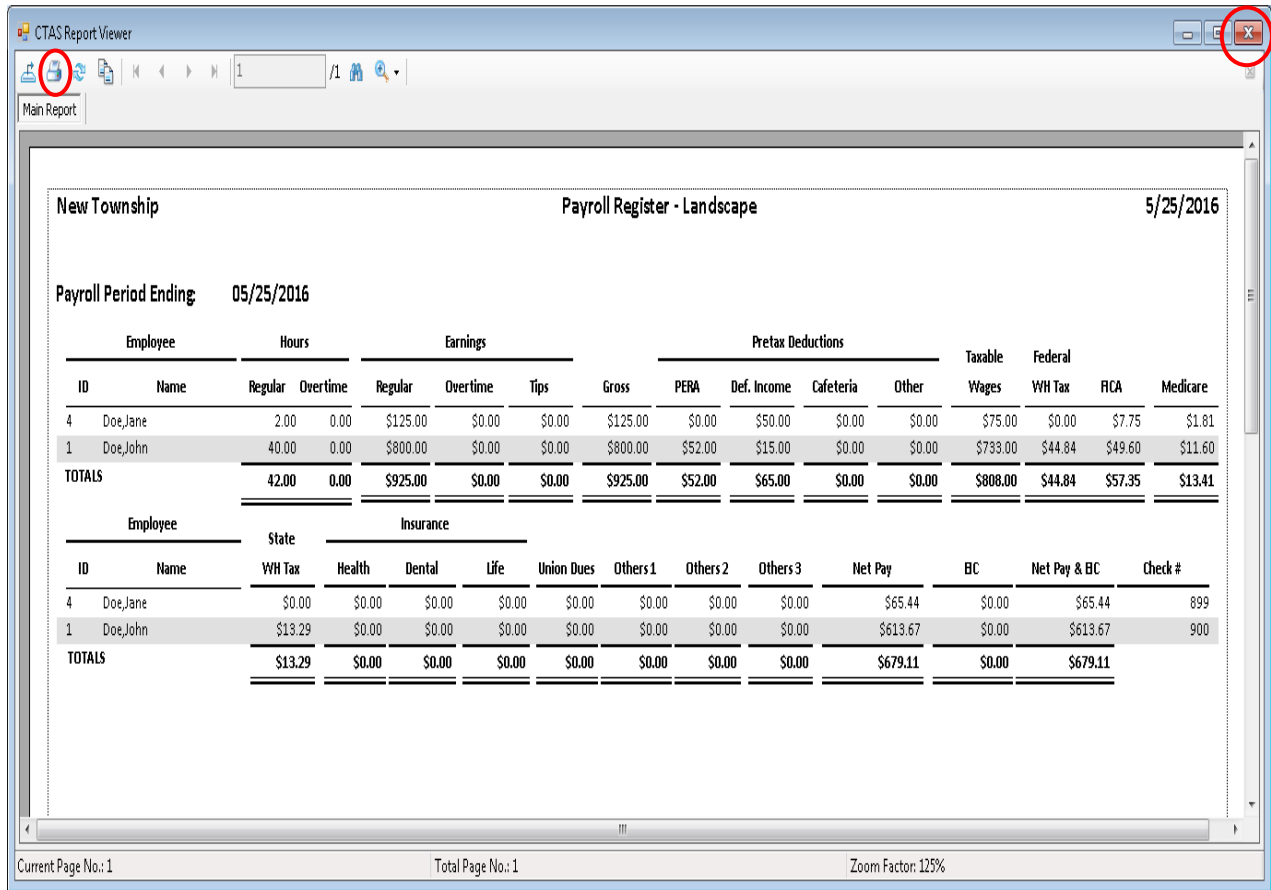 CTAS Report Viewer
1 /1
Main Report
New Township Payroll Register - Landscape 5/25/2016
Payroll Period Ending: 05/25/2016
Employee Hours Earnings Pretax Deductions Taxable Federal
ID Name Regular Overtime Regular Overtime Tips Gross PERA Def. Income Cafeteria Other Wages WH Tax FICA Medicare
4 Doe,Jane 2.00 0.00 $125.00 $0.00 $0.00 $125.00 $0.00 $50.00 $0.00 $0.00 $75.00 $0.00 $7.75 $1.81
1 Doe,John 40.00 0.00 $800.00 $0.00 $0.00 $800.00 $52.00 $15.00 $0.00 $0.00 $733.00 $44.84 $49.60 $11.60
TOTALS 42.00 0.00 $925.00 $0.00 $0.00 $925.00 $52.00 $65.00 $0.00 $0.00 $808.00 $44.84 $57.35 $13.41
Employee State Insurance
ID Name WH Tax Health Dental Life Union Dues Others 1 Others 2 Others 3 Net Pay EIC Net Pay & EIC Check #
4 Doe,Jane $0.00 $0.00 $0.00 $0.00 $0.00 $0.00 $0.00 $0.00 $65.44 $0.00 $65.44 899
1 Doe,John $13.29 $0.00 $0.00 $0.00 $0.00 $0.00 $0.00 $0.00 $613.67 $0.00 $613.67 900
TOTALS $13.29 $0.00 $0.00 $0.00 $0.00 $0.00 $0.00 $0.00 $679.11 $0.00 $679.11
Current Page No.: 1 Total Page No.: 1 Zoom Factor: 125%